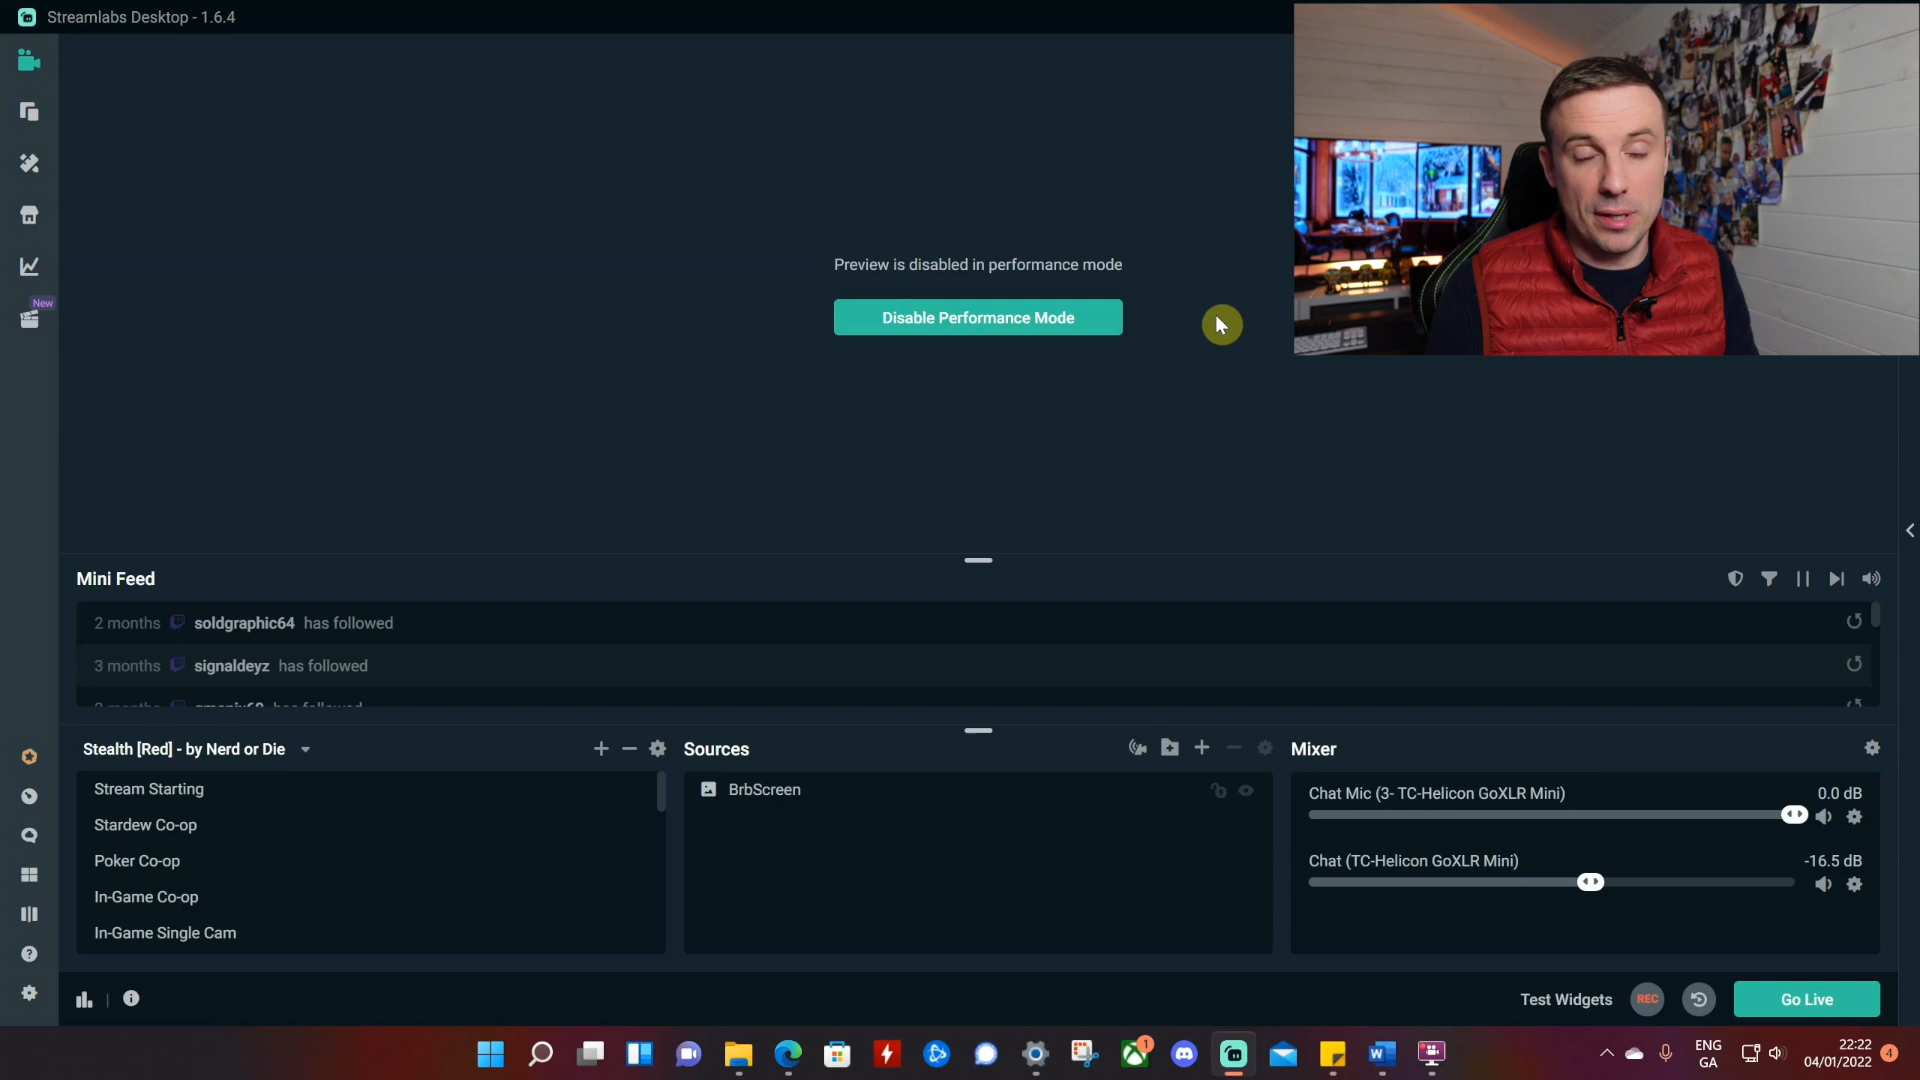 Streamlabs Desktop - 1.6.4
New
Preview is disabled in performance mode
Disable Performance Mode
Mini Feed
2 months soldgraphic64 has followed
3 months signaldeyz has followed
Stealth [Red] - by Nerd or Die
Stream Starting
Stardew Co-op
Poker Co-op
In-Game Co-op
In-Game Single Cam
Sources
BrbScreen
Mixer
Chat Mic (3- TC-Helicon GoXLR Mini) 0.0 dB
Chat (TC-Helicon GoXLR Mini) -16.5 dB
Test Widgets
REC
Go Live
1
ENG
GA
22:22
04/01/2022
4